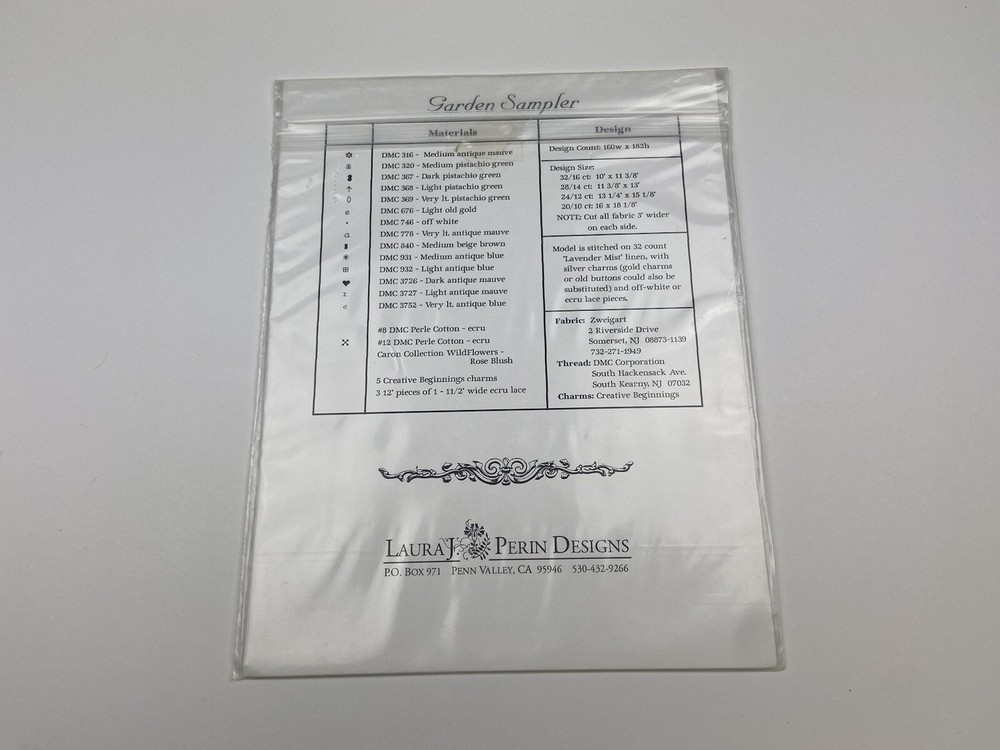 Garden Sampler
Materials
DMC 316 - Medium antique mauve
DMC 320 - Medium pistachio green
DMC 367 - Dark pistachio green
DMC 368 - Light pistachio green
DMC 369 - Very lt. pistachio green
DMC 676 - Light old gold
DMC 746 - off white
DMC 778 - Very lt. antique mauve
DMC 840 - Medium beige brown
DMC 931 - Medium antique blue
DMC 932 - Light antique blue
DMC 3726 - Dark antique mauve
DMC 3727 - Light antique mauve
DMC 3752 - Very lt. antique blue
#8 DMC Perle Cotton - ecru
#12 DMC Perle Cotton - ecru
Caron Collection WildFlowers -
Rose Blush
5 Creative Beginnings charms
3 12' pieces of 1 - 11/2' wide ecru lace
Design
Design Count: 160w x 182h
Design Size:
32/16 ct: 10' x 11 3/8'
28/14 ct: 11 3/8' x 13'
24/12 ct: 13 1/4' x 15 1/8'
20/10 ct: 16 x 18 1/8'
NOTE: Cut all fabric 3' wider
on each side.
Model is stitched on 32 count
'Lavender Mist' linen, with
silver charms (gold charms
or old buttons could also be
substituted) and off-white or
ecru lace pieces.
Fabric: Zweigart
2 Riverside Drive
Somerset, NJ 08873-1139
732-271-1949
Thread: DMC Corporation
South Hackensack Ave.
South Kearny, NJ 07032
Charms: Creative Beginnings
LAURA J. PERIN DESIGNS
P.O. BOX 971 PENN VALLEY, CA 95946 530-432-9266